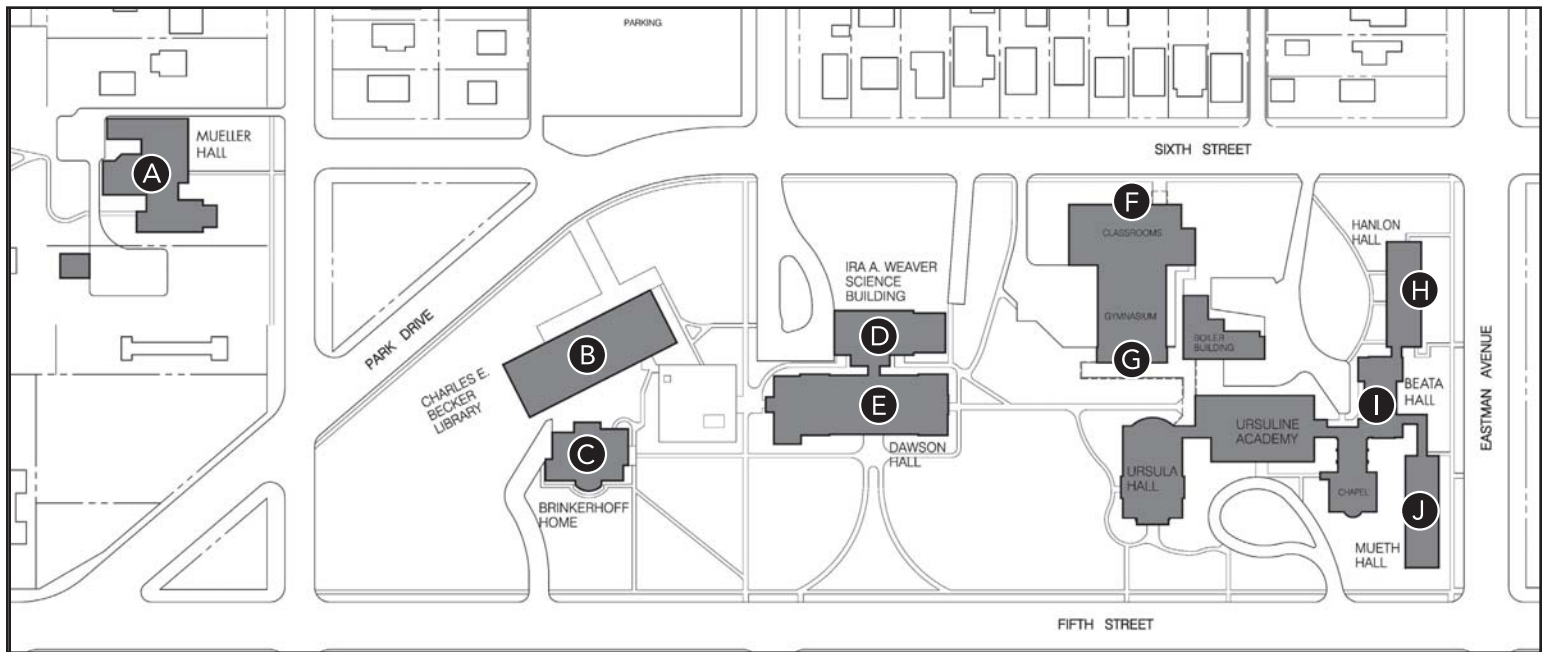 PARKING
MUELLER
HALL
A
SIXTH STREET
F
CLASSROOMS
HANLON
HALL
IRA A. WEAVER
SCIENCE
BUILDING
H
GYMNASIUM
PARK DRIVE
B
D
BOILER
BUILDING
G
CHARLES E.
BECKER
LIBRARY
E
BEATA
HALL
I
EASTMAN AVENUE
URSULINE
ACADEMY
DAWSON
HALL
C
URSULA
HALL
CHAPEL
BRINKERHOFF
HOME
J
MUETH
HALL
FIFTH STREET